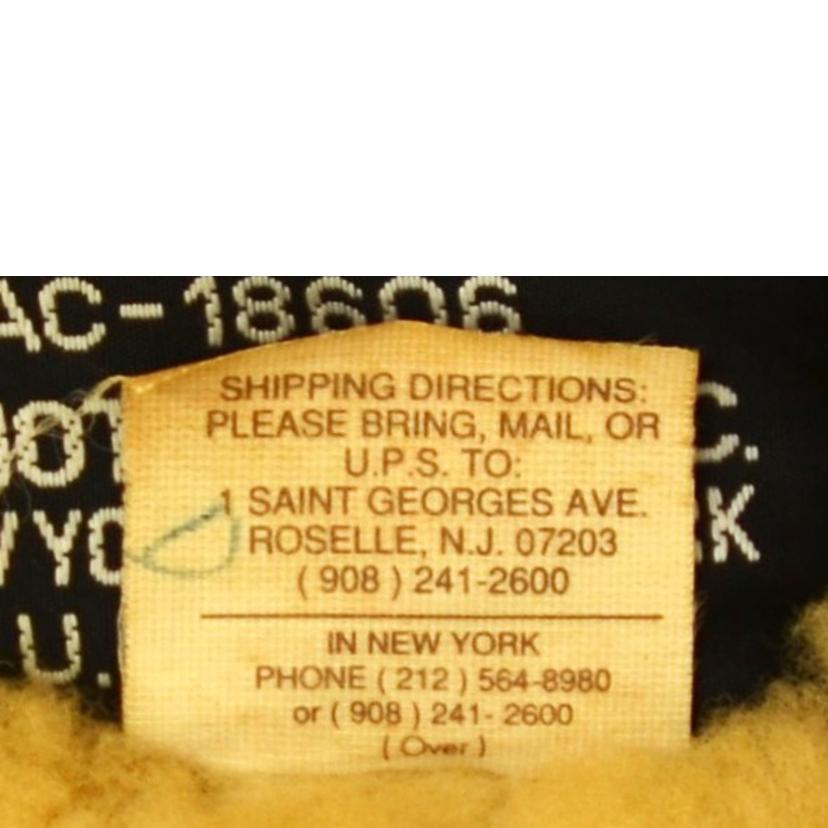 AC-18606
SHIPPING DIRECTIONS:
PLEASE BRING, MAIL, OR
U.P.S. TO:
1 SAINT GEORGES AVE.
ROSELLE, N.J. 07203
( 908 ) 241-2600
IN NEW YORK
PHONE ( 212 ) 564-8980
or ( 908 ) 241- 2600
( Over )
U.